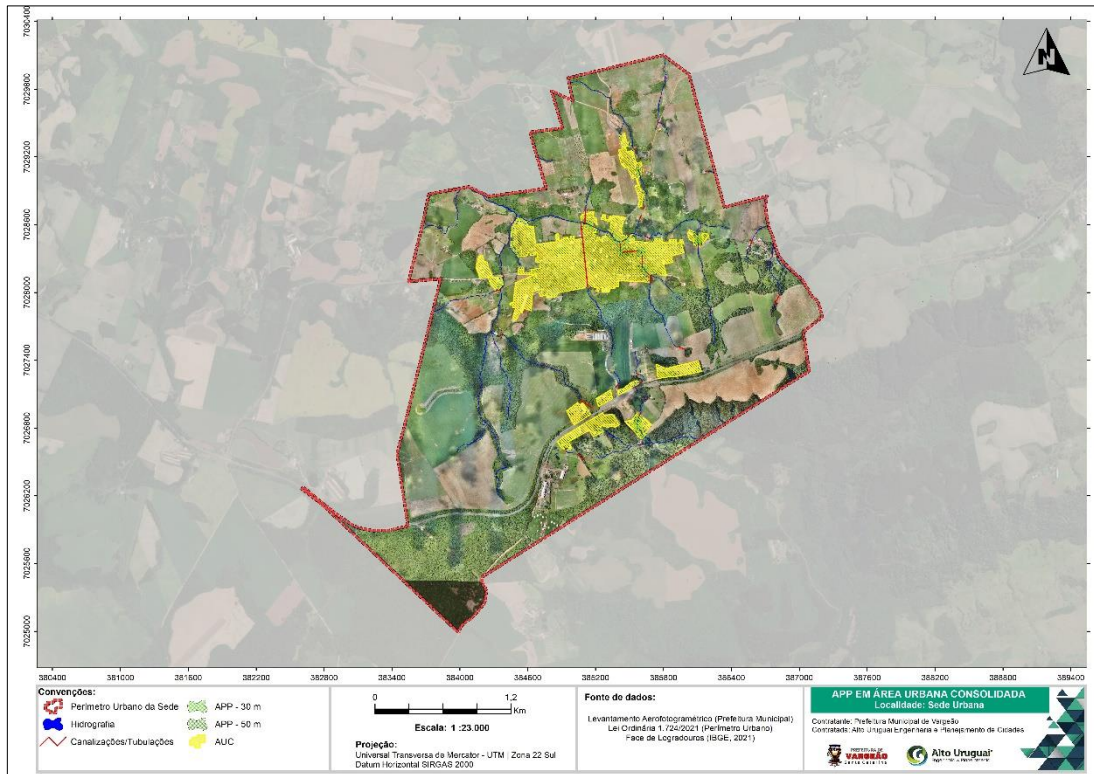 7030400
7029800
7029200
7028600
7028000
7027400
7026800
7026200
7025600
7025000
N
380400 381000 381600 382200 382800 383400 384000 384600 385200 385800 386400 387000 387600 388200 388800 389400
Convenções:
Perímetro Urbano da Sede
Hidrografia
Canalizações/Tubulações
APP - 30 m
APP - 50 m
AUC
0 1,2
Km
Escala: 1 :23.000
Projeção:
Universal Transversa de Mercator - UTM | Zona 22 Sul
Datum Horizontal SIRGAS 2000
Fonte de dados:
Levantamento Aerofotogramétrico (Prefeitura Municipal)
Lei Ordinária 1.724/2021 (Perímetro Urbano)
Face de Logradouros (IBGE, 2021)
APP EM ÁREA URBANA CONSOLIDADA
Localidade: Sede Urbana
Contratante: Prefeitura Municipal de Vargeão
Contratada: Alto Uruguai Engenharia e Planejamento de Cidades
PREFEITURA DE
VARGEÃO
SANTA CATARINA
Alto Uruguai